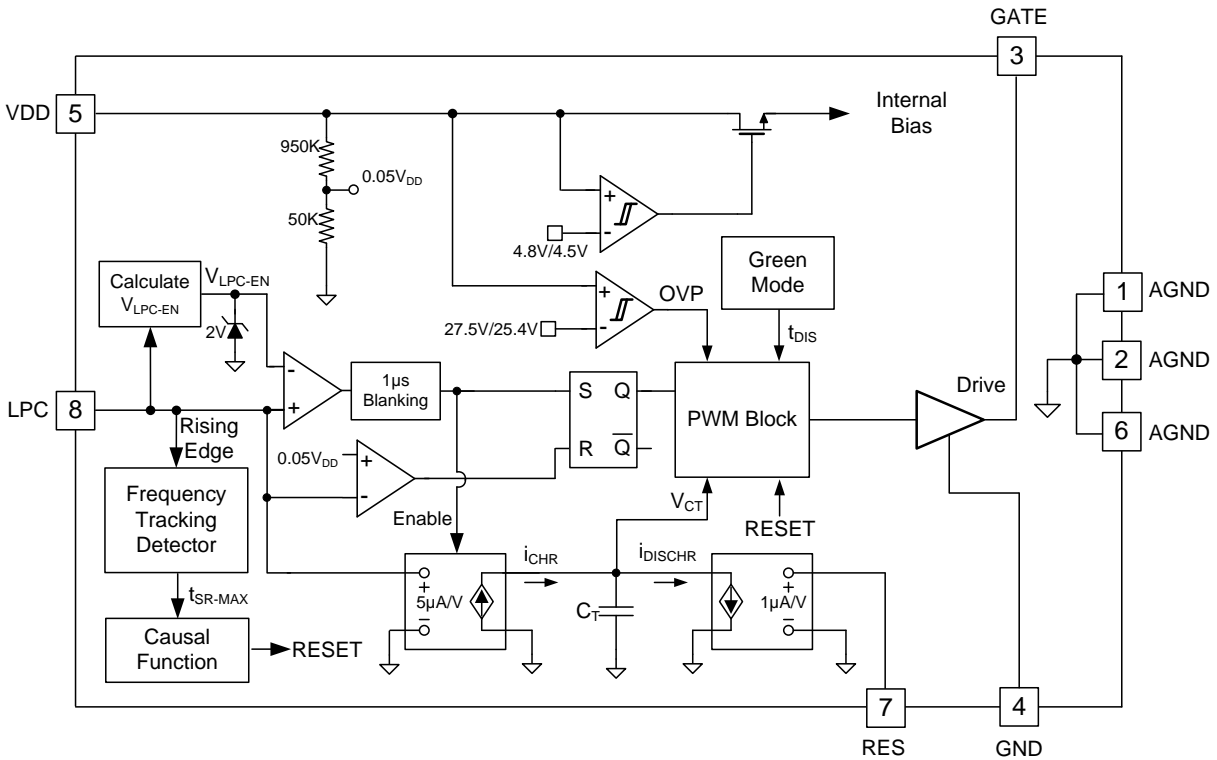 GATE
3
VDD
5
Internal
Bias
950K
0.05VDD
50K
+
-
4.8V/4.5V
Green
Mode
Calculate
VLPC-EN
VLPC-EN
2V
+
-
OVP
27.5V/25.4V
tDIS
1
AGND
2
AGND
6
AGND
LPC
8
-
+
1µs
Blanking
S
Q
R
Q
PWM Block
Drive
Rising
Edge
0.05VDD
+
-
Frequency
Tracking
Detector
Enable
VCT
RESET
tSR-MAX
Causal
Function
RESET
+
5µA/V
-
iCHR
iDISCHR
CT
+
1µA/V
-
7
RES
4
GND